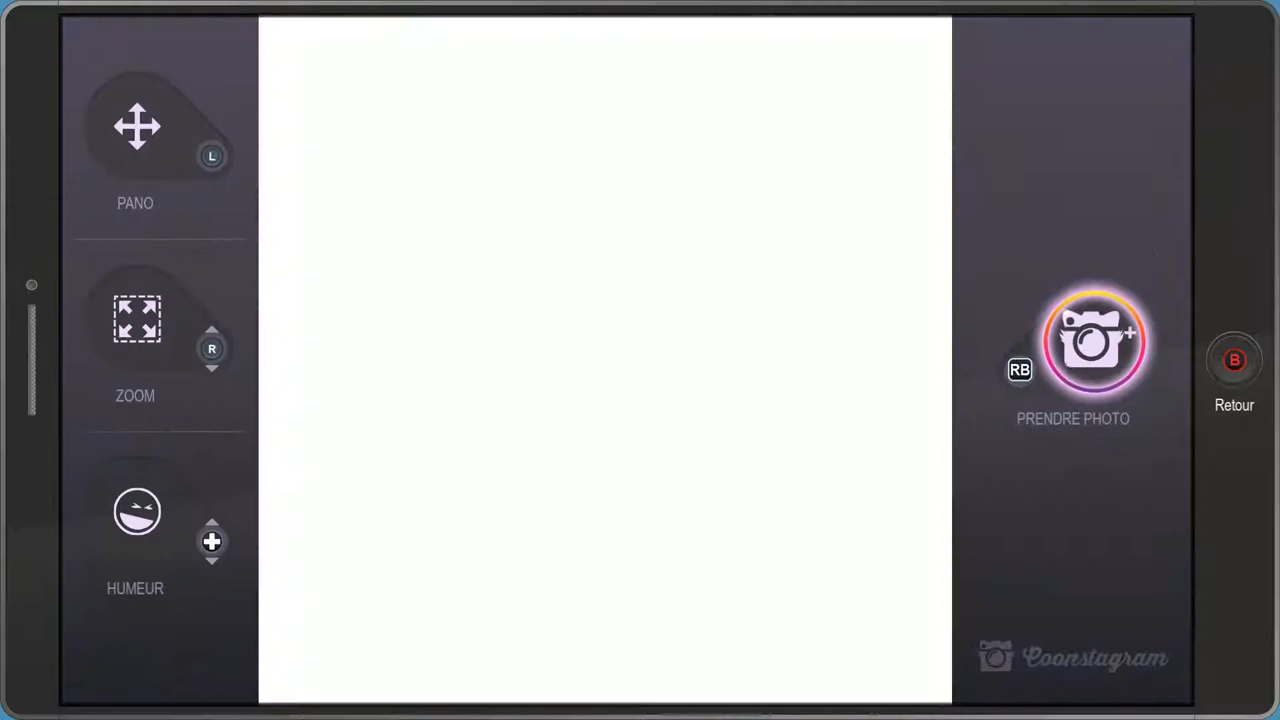 L
PANO
R
ZOOM
HUMEUR
RB
PRENDRE PHOTO
B
Retour
Coonstagram